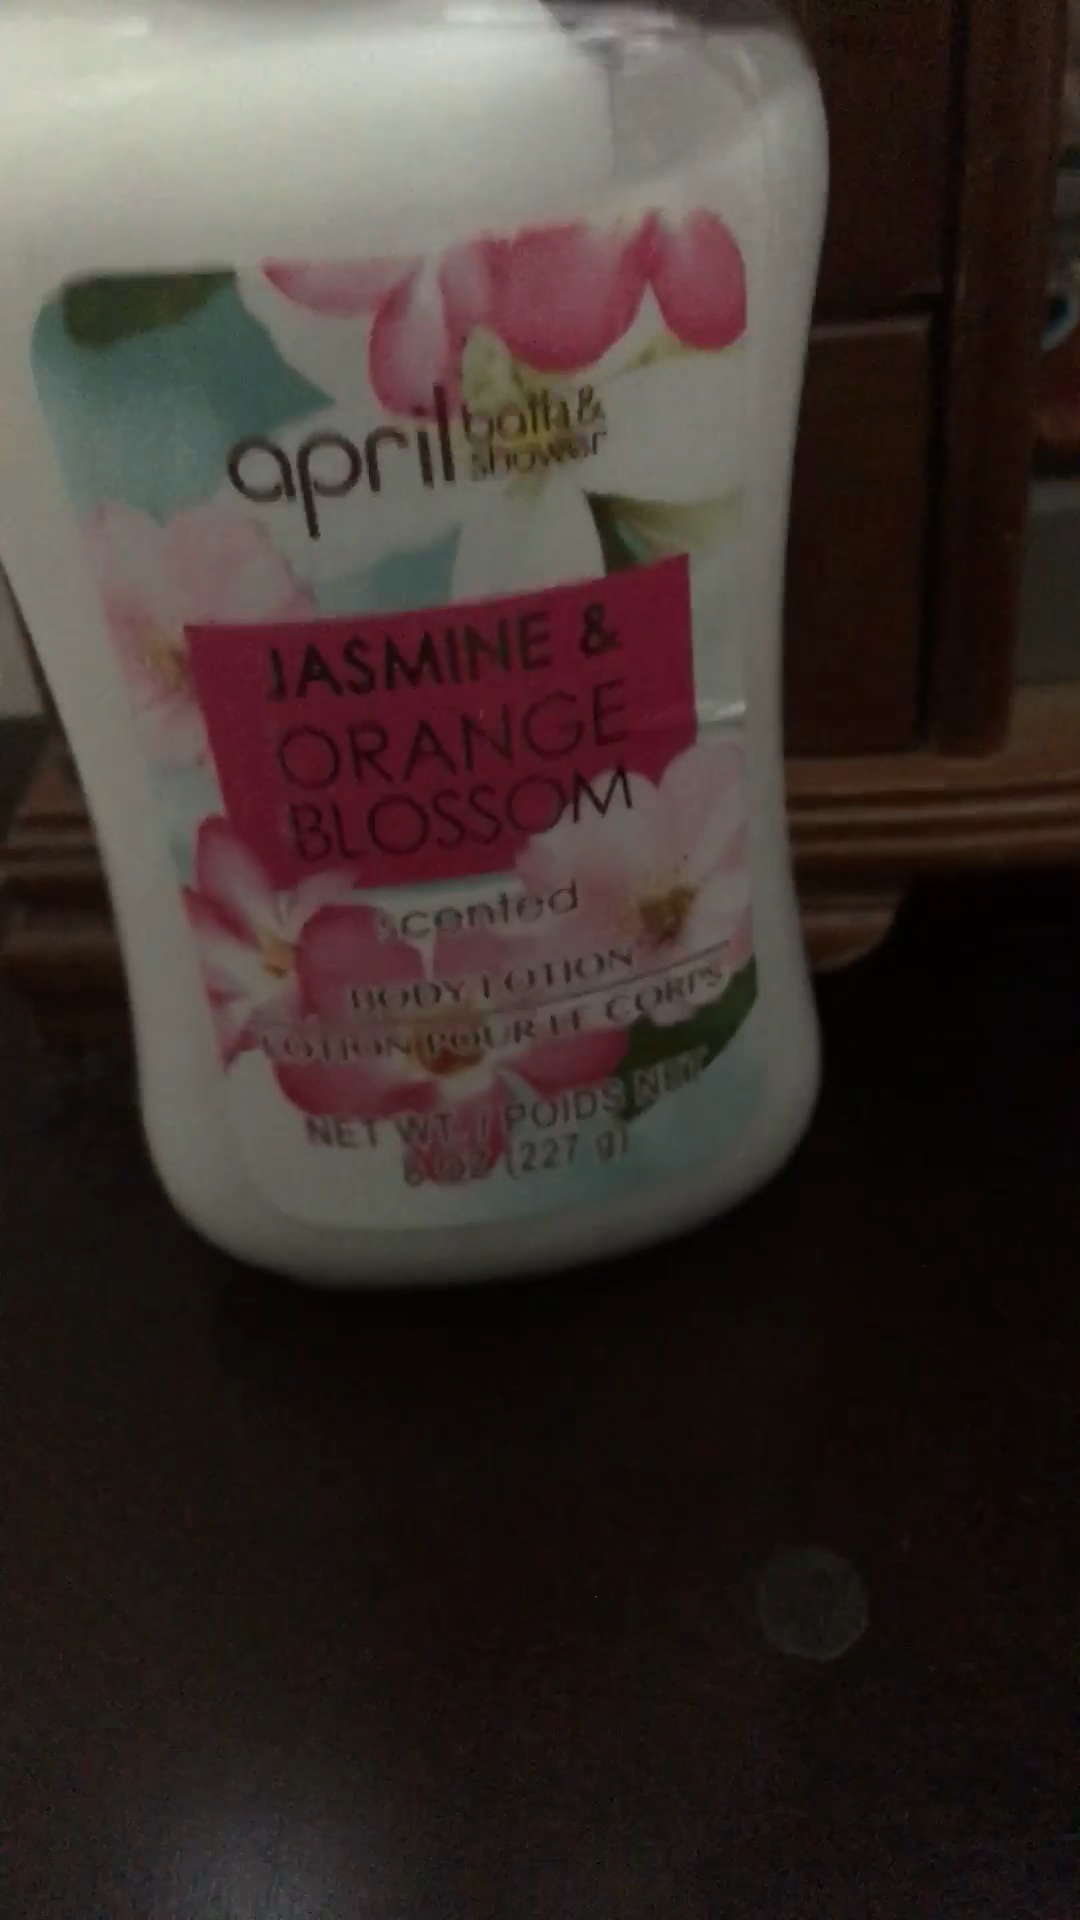 april bath &
shower
JASMINE &
ORANGE
BLOSSOM
scented
BODY LOTION
LOTION POUR LE CORPS
NET WT. / POIDS NET
8 OZ (227 g)